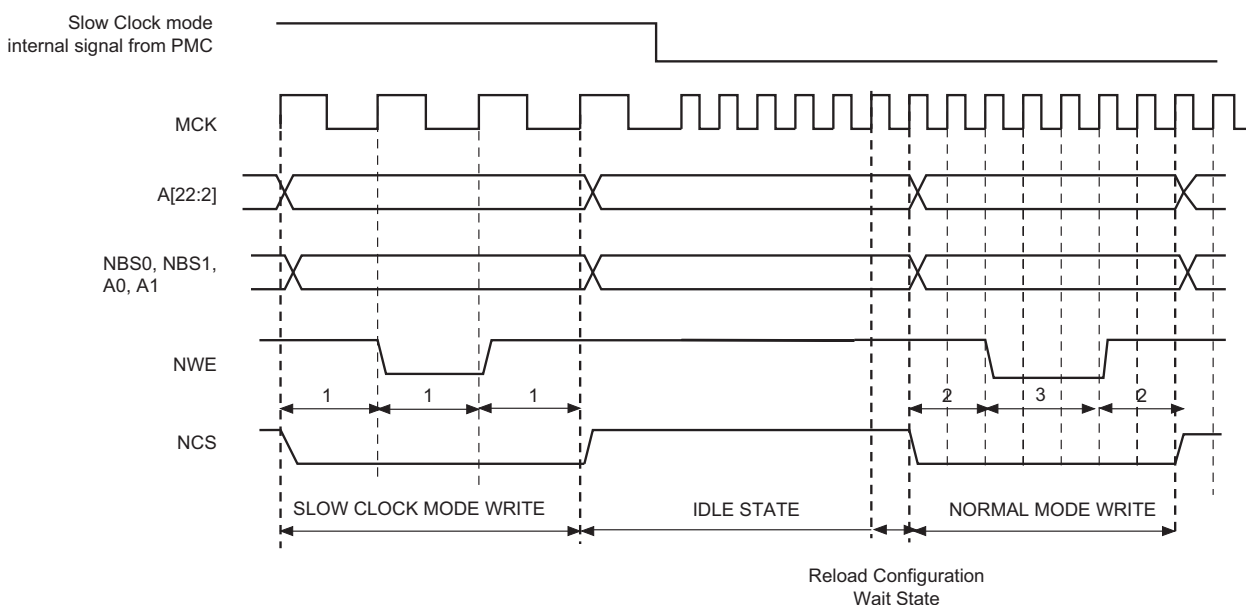 Slow Clock mode
internal signal from PMC
MCK
A[22:2]
NBS0, NBS1,
A0, A1
NWE
1 1 1 2 3 2
NCS
SLOW CLOCK MODE WRITE IDLE STATE NORMAL MODE WRITE
Reload Configuration
Wait State